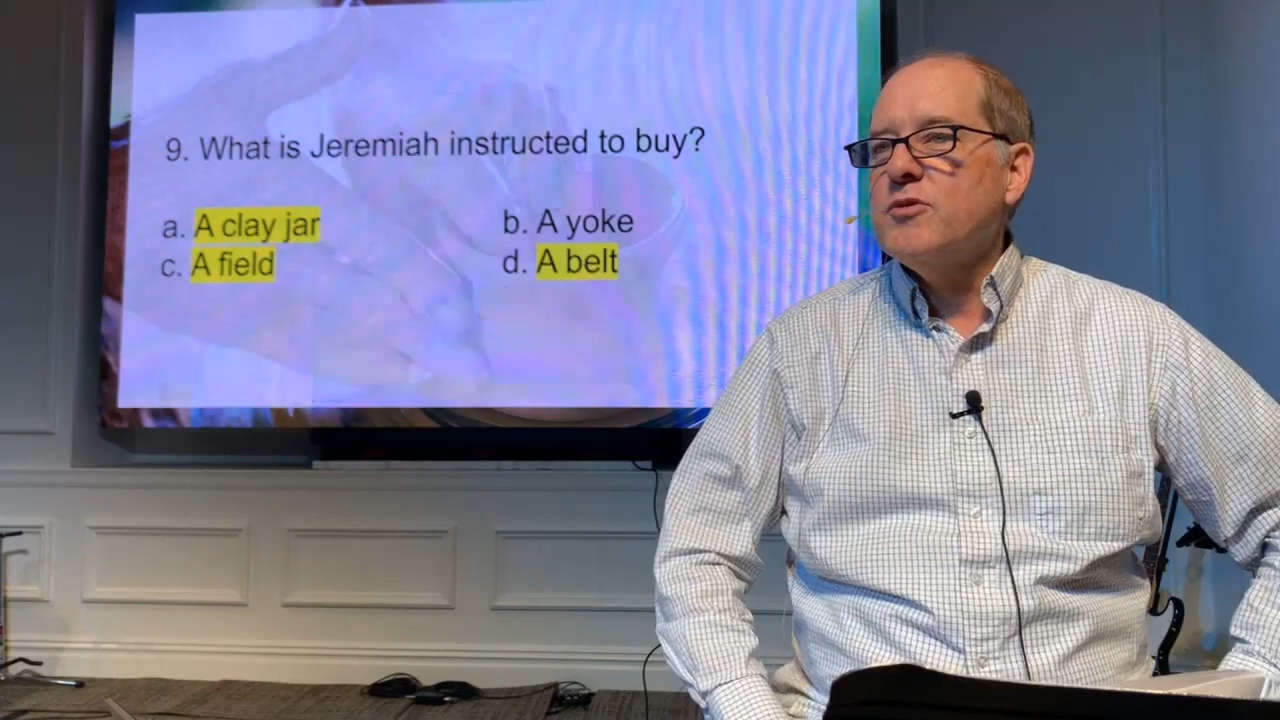 9. What is Jeremiah instructed to buy?
a. A clay jar b. A yoke
c. A field d. A belt